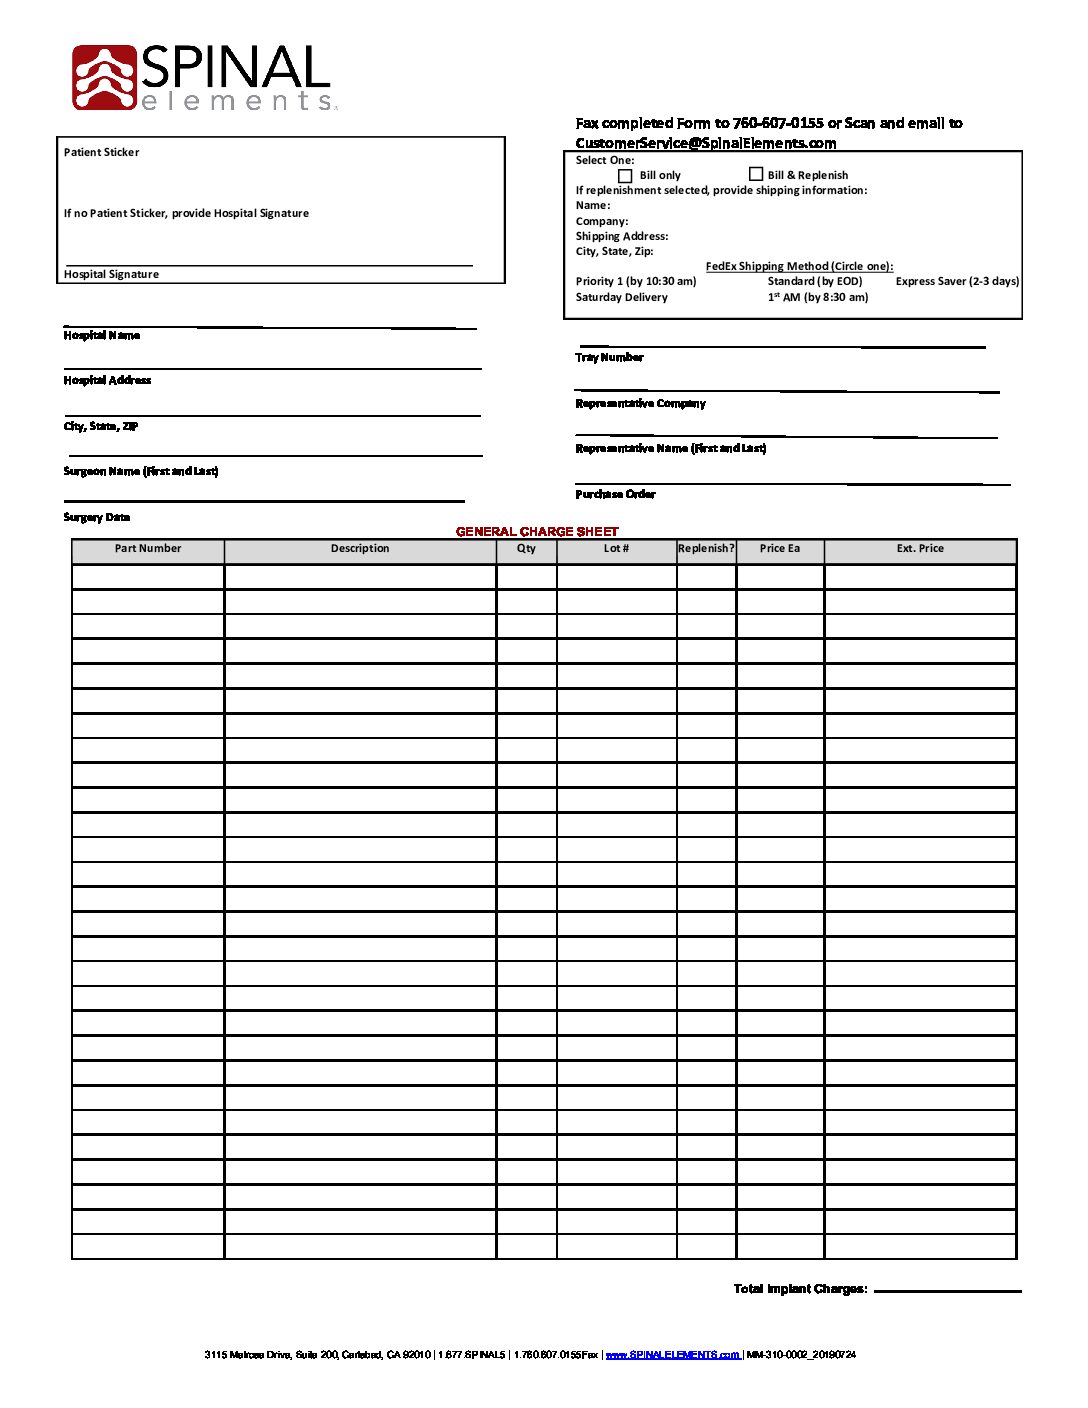 SPINAL
elements
Fax completed Form to 760-607-0155 or Scan and email to
CustomerService@SpinalElements.com
Patient Sticker
If no Patient Sticker, provide Hospital Signature
Hospital Signature
Select One:
Bill only Bill & Replenish
If replenishment selected, provide shipping information:
Name:
Company:
Shipping Address:
City, State, Zip:
FedEx Shipping Method (Circle one):
Priority 1 (by 10:30 am) Standard (by EOD) Express Saver (2-3 days)
Saturday Delivery 1st AM (by 8:30 am)
Hospital Name
Hospital Address
City, State, ZIP
Surgeon Name (First and Last)
Surgery Date
Tray Number
Representative Company
Representative Name (First and Last)
Purchase Order
GENERAL CHARGE SHEET
Part Number Description Qty Lot # Replenish? Price Ea Ext. Price
Total Implant Charges:
3115 Melrose Drive, Suite 200, Carlsbad, CA 92010 | 1.877.SPINAL5 | 1.760.607.0155Fax | www.SPINALELEMENTS.com | MM-310-0002_20190724